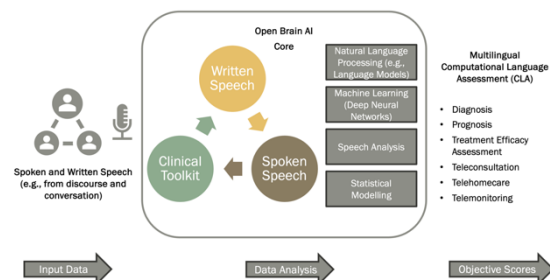 Open Brain AI
Core
Written
Speech
Clinical
Toolkit
Spoken
Speech
Natural Language
Processing (e.g.,
Language Models)
Machine Learning
(Deep Neural
Networks)
Speech Analysis
Statistical
Modelling
Spoken and Written Speech
(e.g., from discourse and
conversation)
Multilingual
Computational Language
Assessment (CLA)
• Diagnosis
• Prognosis
• Treatment Efficacy
Assessment
• Teleconsultation
• Telehomecare
• Telemonitoring
Input Data
Data Analysis
Objective Scores